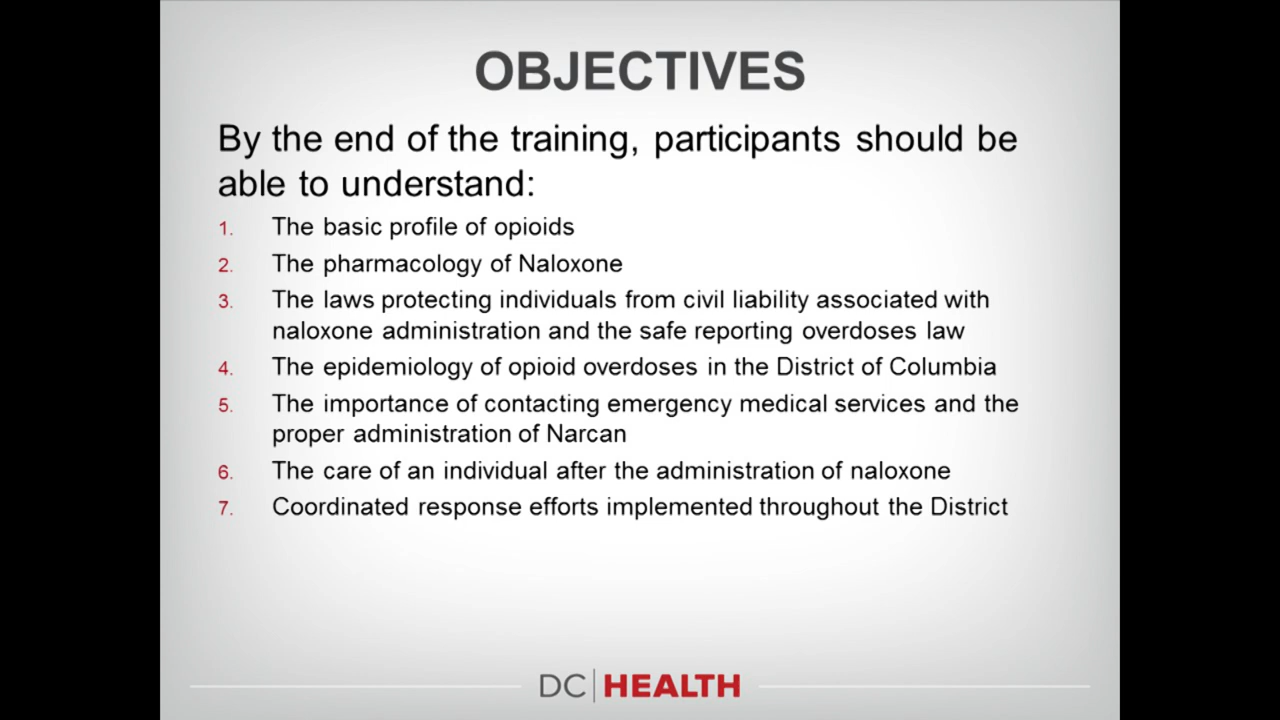 OBJECTIVES
By the end of the training, participants should be
able to understand:
1. The basic profile of opioids
2. The pharmacology of Naloxone
3. The laws protecting individuals from civil liability associated with
naloxone administration and the safe reporting overdoses law
4. The epidemiology of opioid overdoses in the District of Columbia
5. The importance of contacting emergency medical services and the
proper administration of Narcan
6. The care of an individual after the administration of naloxone
7. Coordinated response efforts implemented throughout the District
DC|HEALTH